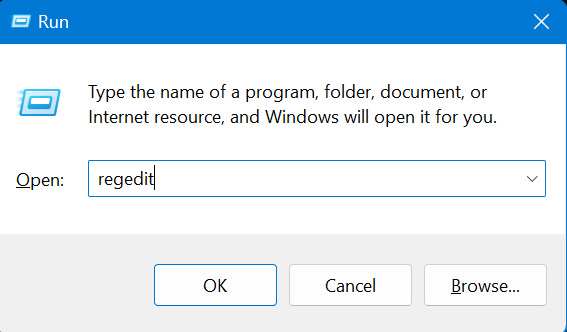 Run
Type the name of a program, folder, document, or
Internet resource, and Windows will open it for you.
Open: regedit
OK Cancel Browse...